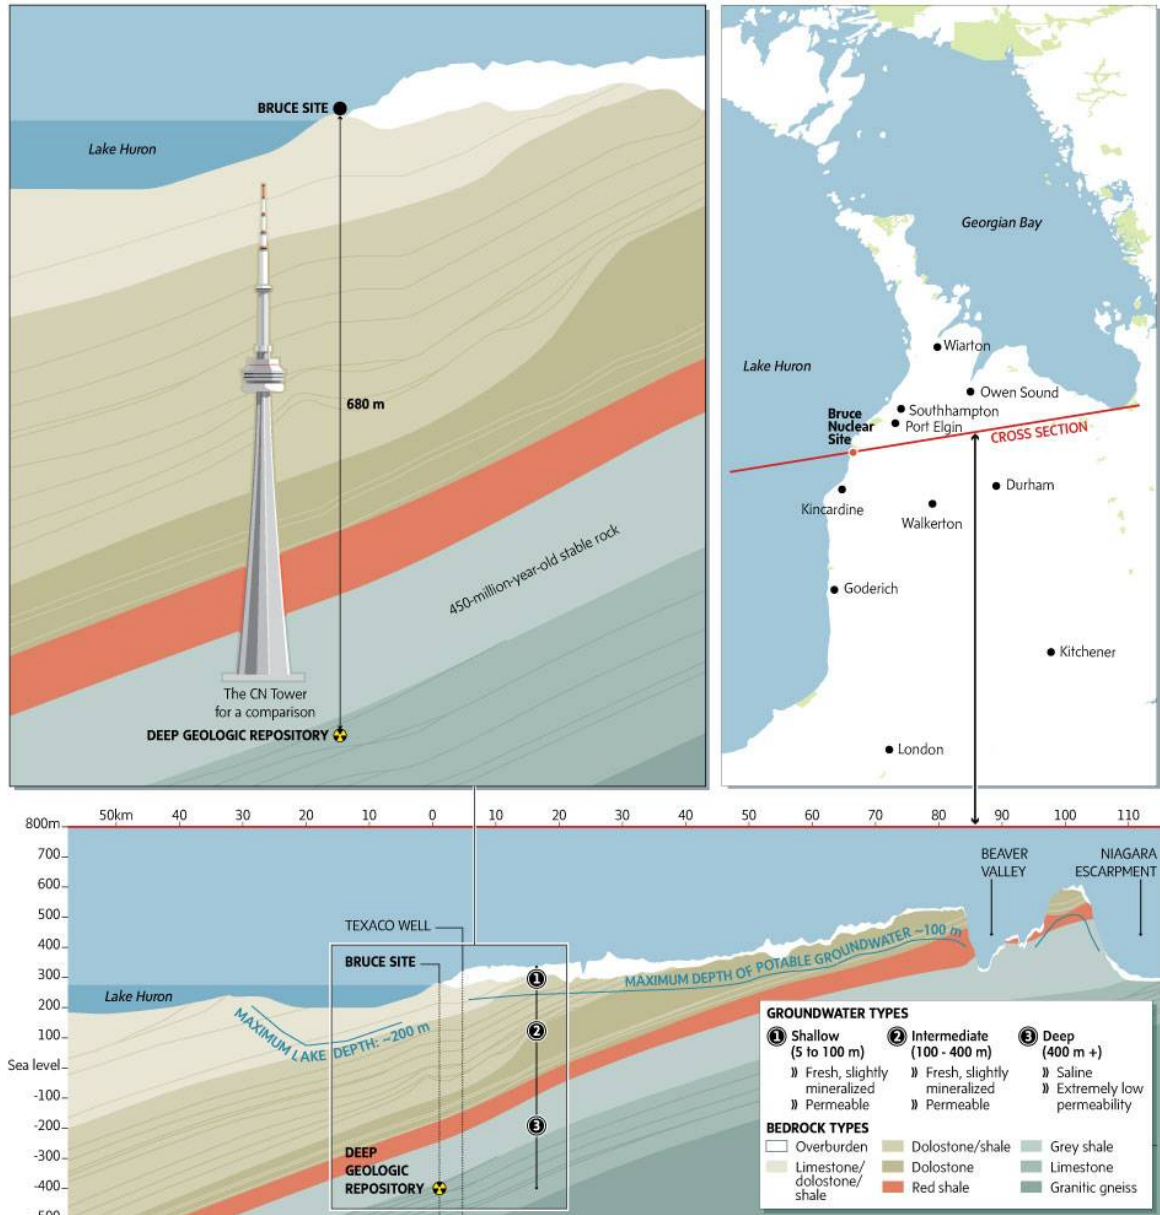 BRUCE SITE
Lake Huron
680 m
450-million-year-old stable rock
The CN Tower
for a comparison
DEEP GEOLOGIC REPOSITORY
Georgian Bay
Lake Huron
Wiarton
Owen Sound
Southhampton
Port Elgin
Bruce
Nuclear
Site
CROSS SECTION
Kincardine
Durham
Walkerton
Goderich
Kitchener
London
50km 40 30 20 10 0 10 20 30 40 50 60 70 80 90 100 110
800m
700
600
500
400
300
200
100
Sea level
-100
-200
-300
-400
-500
BEAVER
VALLEY
NIAGARA
ESCARPMENT
TEXACO WELL
BRUCE SITE
Lake Huron
MAXIMUM LAKE DEPTH: ~200 m
MAXIMUM DEPTH OF POTABLE GROUNDWATER ~100 m
1
2
3
DEEP
GEOLOGIC
REPOSITORY
GROUNDWATER TYPES
1 Shallow
(5 to 100 m)
» Fresh, slightly
mineralized
» Permeable
2 Intermediate
(100 - 400 m)
» Fresh, slightly
mineralized
» Permeable
3 Deep
(400 m +)
» Saline
» Extremely low
permeability
BEDROCK TYPES
Overburden
Limestone/
dolostone/
shale
Dolostone/shale
Dolostone
Red shale
Grey shale
Limestone
Granitic gneiss